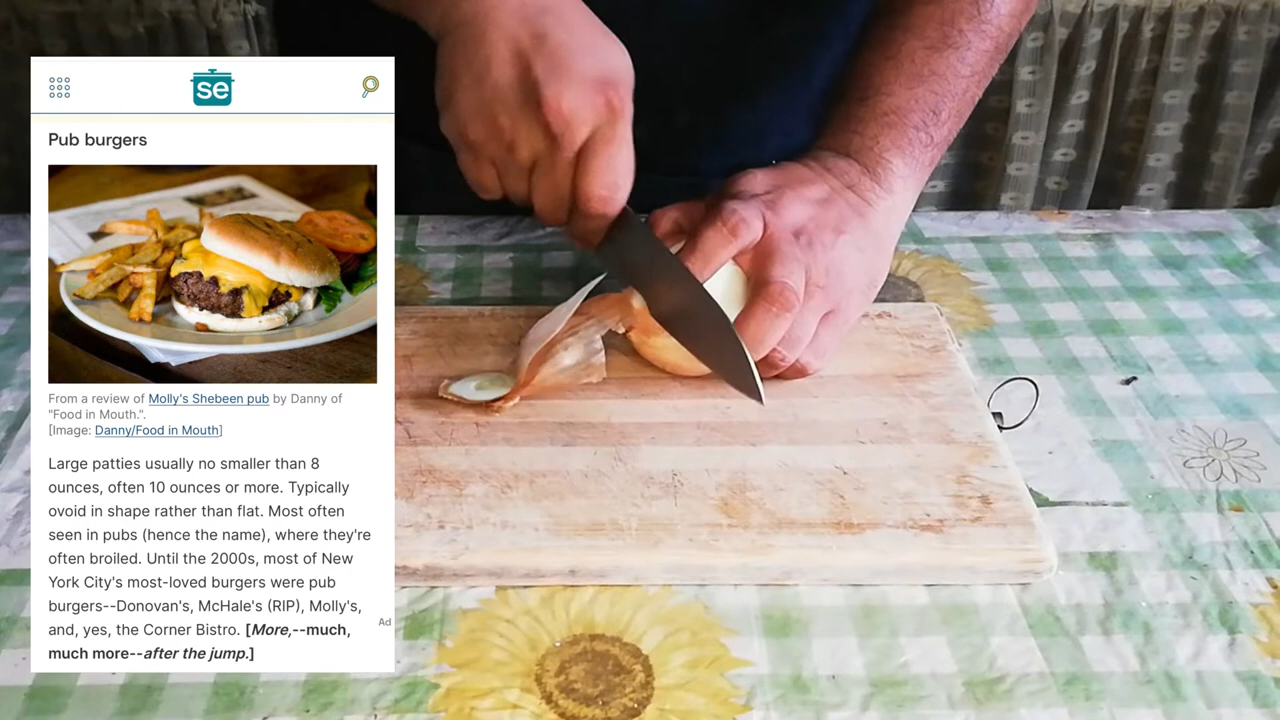 se
Pub burgers
From a review of Molly's Shebeen pub by Danny of
"Food in Mouth.".
[Image: Danny/Food in Mouth]
Large patties usually no smaller than 8
ounces, often 10 ounces or more. Typically
ovoid in shape rather than flat. Most often
seen in pubs (hence the name), where they're
often broiled. Until the 2000s, most of New
York City's most-loved burgers were pub
burgers--Donovan's, McHale's (RIP), Molly's,
and, yes, the Corner Bistro. [More,--much,
much more--after the jump.]
Ad